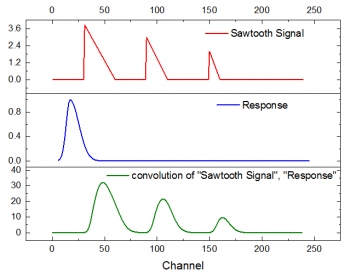 0 50 100 150 200 250
3.6
2.4
1.2
0.0
Sawtooth Signal
0.8
0.4
0.0
Response
40
30
20
10
0
convolution of "Sawtooth Signal", "Response"
0 50 100 150 200 250
Channel